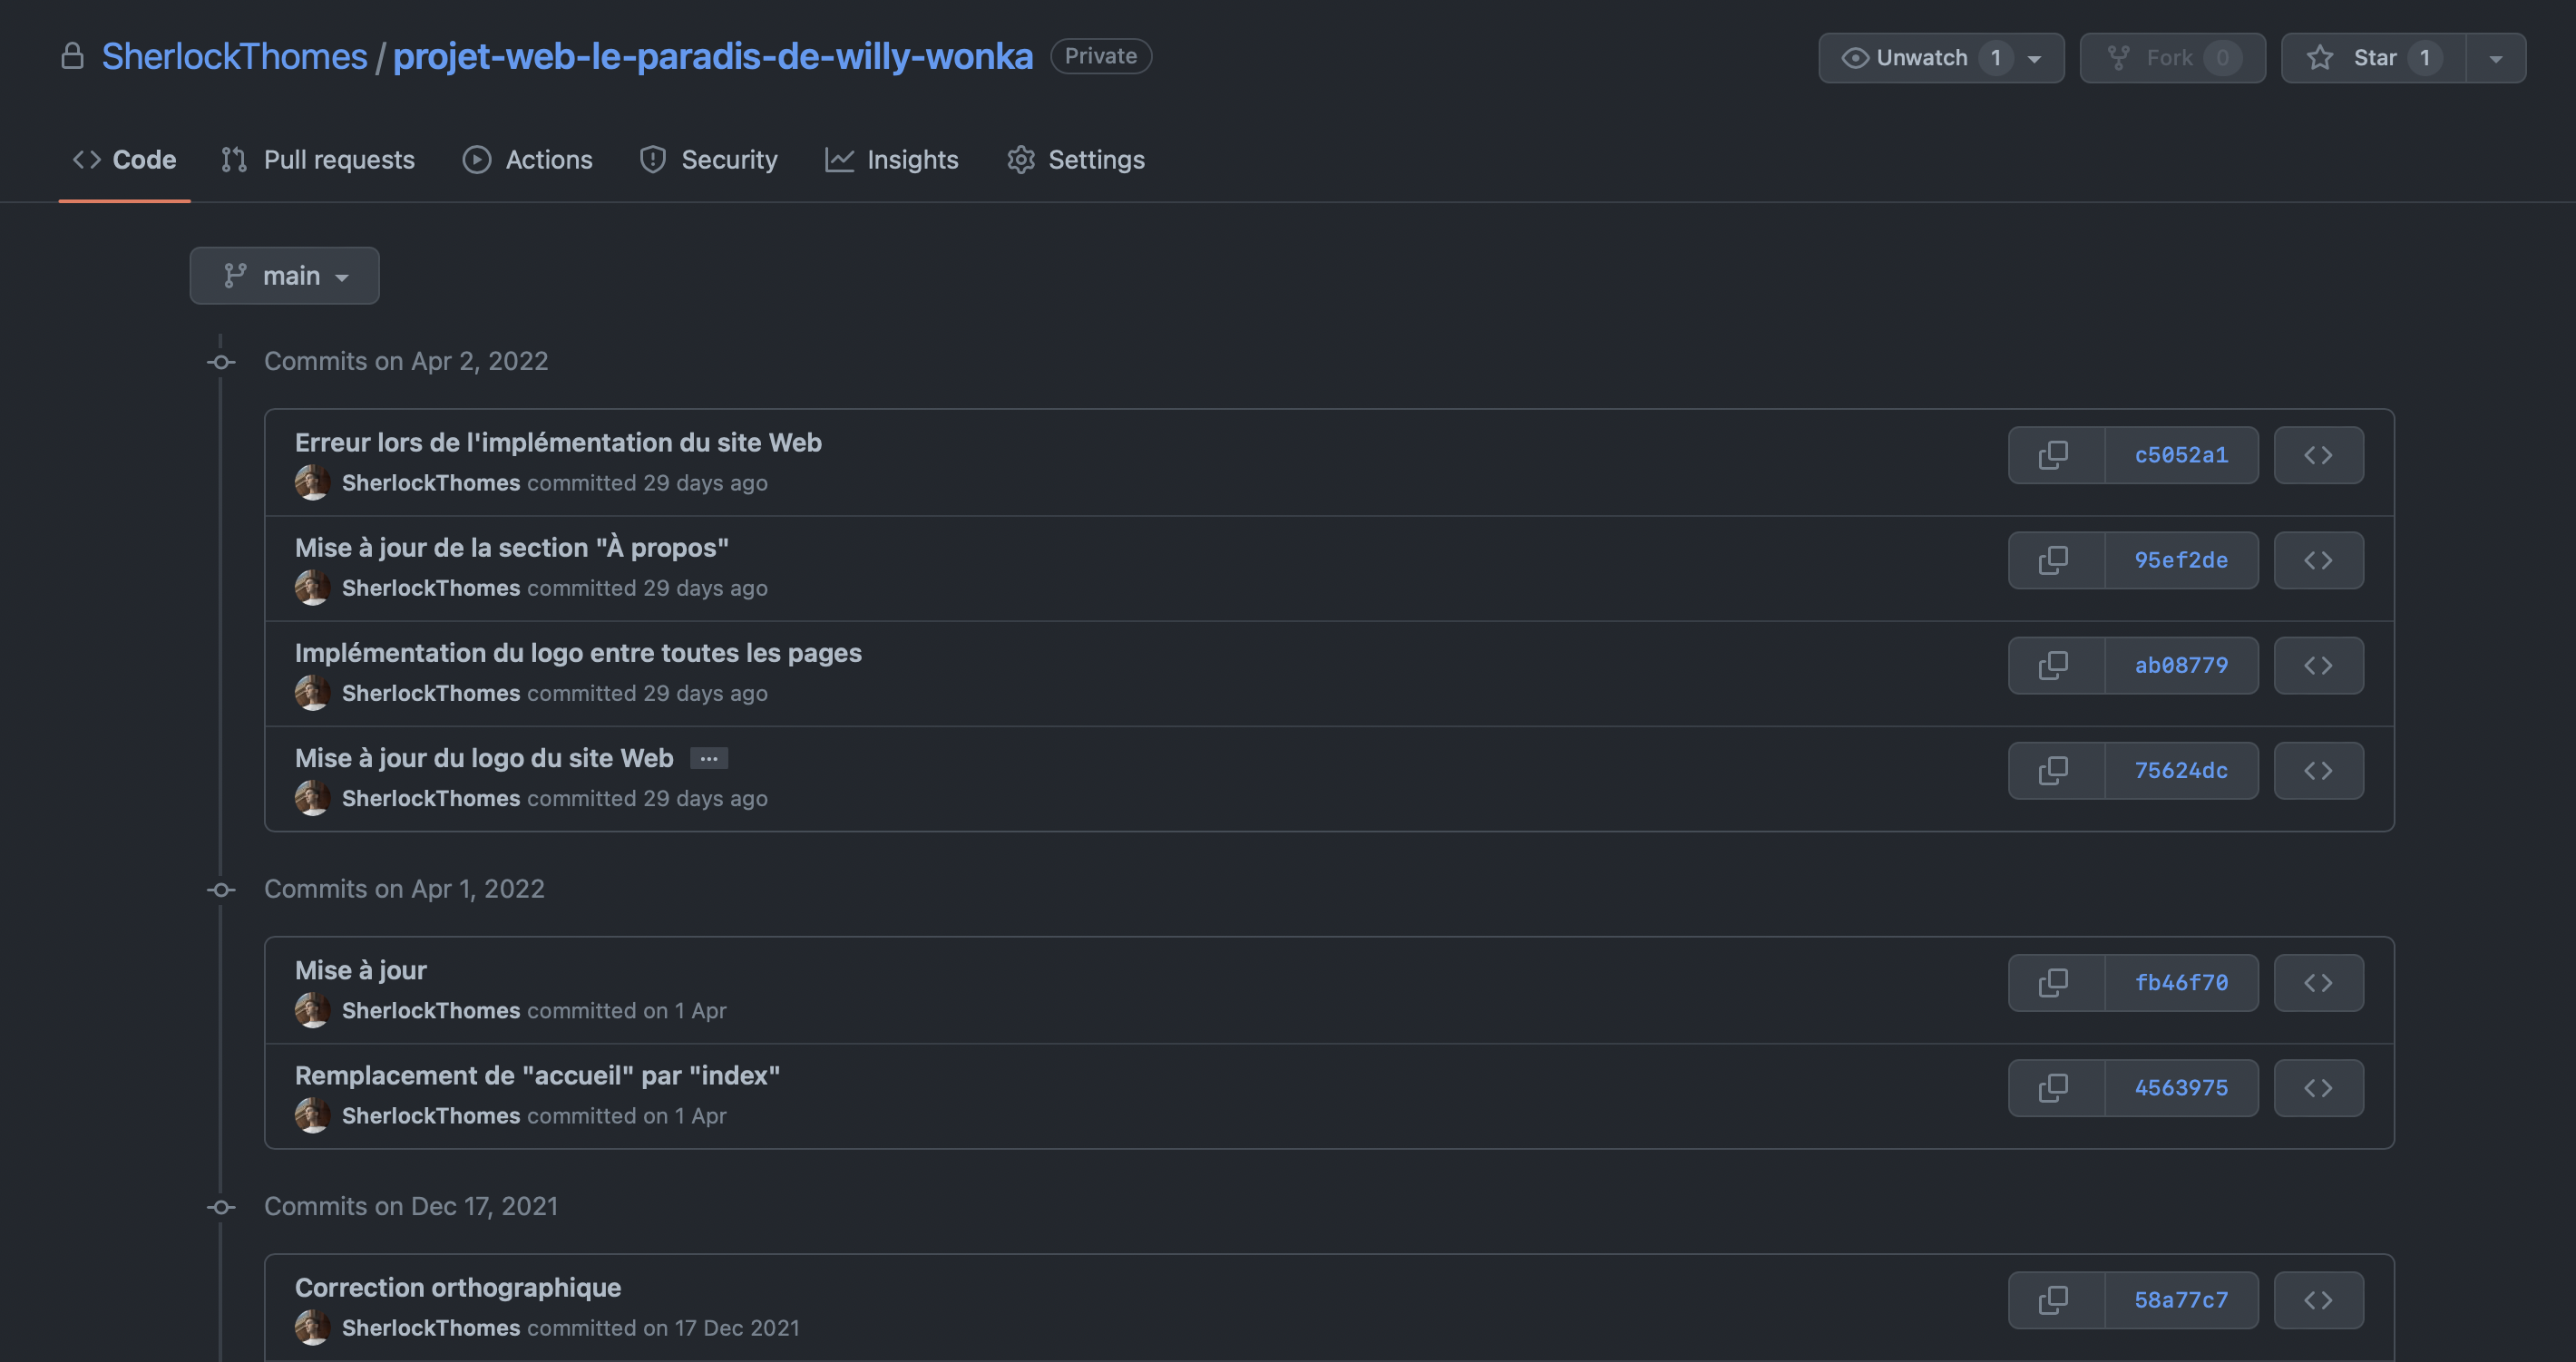 SherlockThomes / projet-web-le-paradis-de-willy-wonka Private Unwatch 1 Fork 0 Star 1
Code Pull requests Actions Security Insights Settings
main
Commits on Apr 2, 2022
Erreur lors de l'implémentation du site Web
c5052a1
SherlockThomes committed 29 days ago
Mise à jour de la section "À propos"
95ef2de
SherlockThomes committed 29 days ago
Implémentation du logo entre toutes les pages
ab08779
SherlockThomes committed 29 days ago
Mise à jour du logo du site Web ...
75624dc
SherlockThomes committed 29 days ago
Commits on Apr 1, 2022
Mise à jour
fb46f70
SherlockThomes committed on 1 Apr
Remplacement de "accueil" par "index"
4563975
SherlockThomes committed on 1 Apr
Commits on Dec 17, 2021
Correction orthographique
58a77c7
SherlockThomes committed on 17 Dec 2021